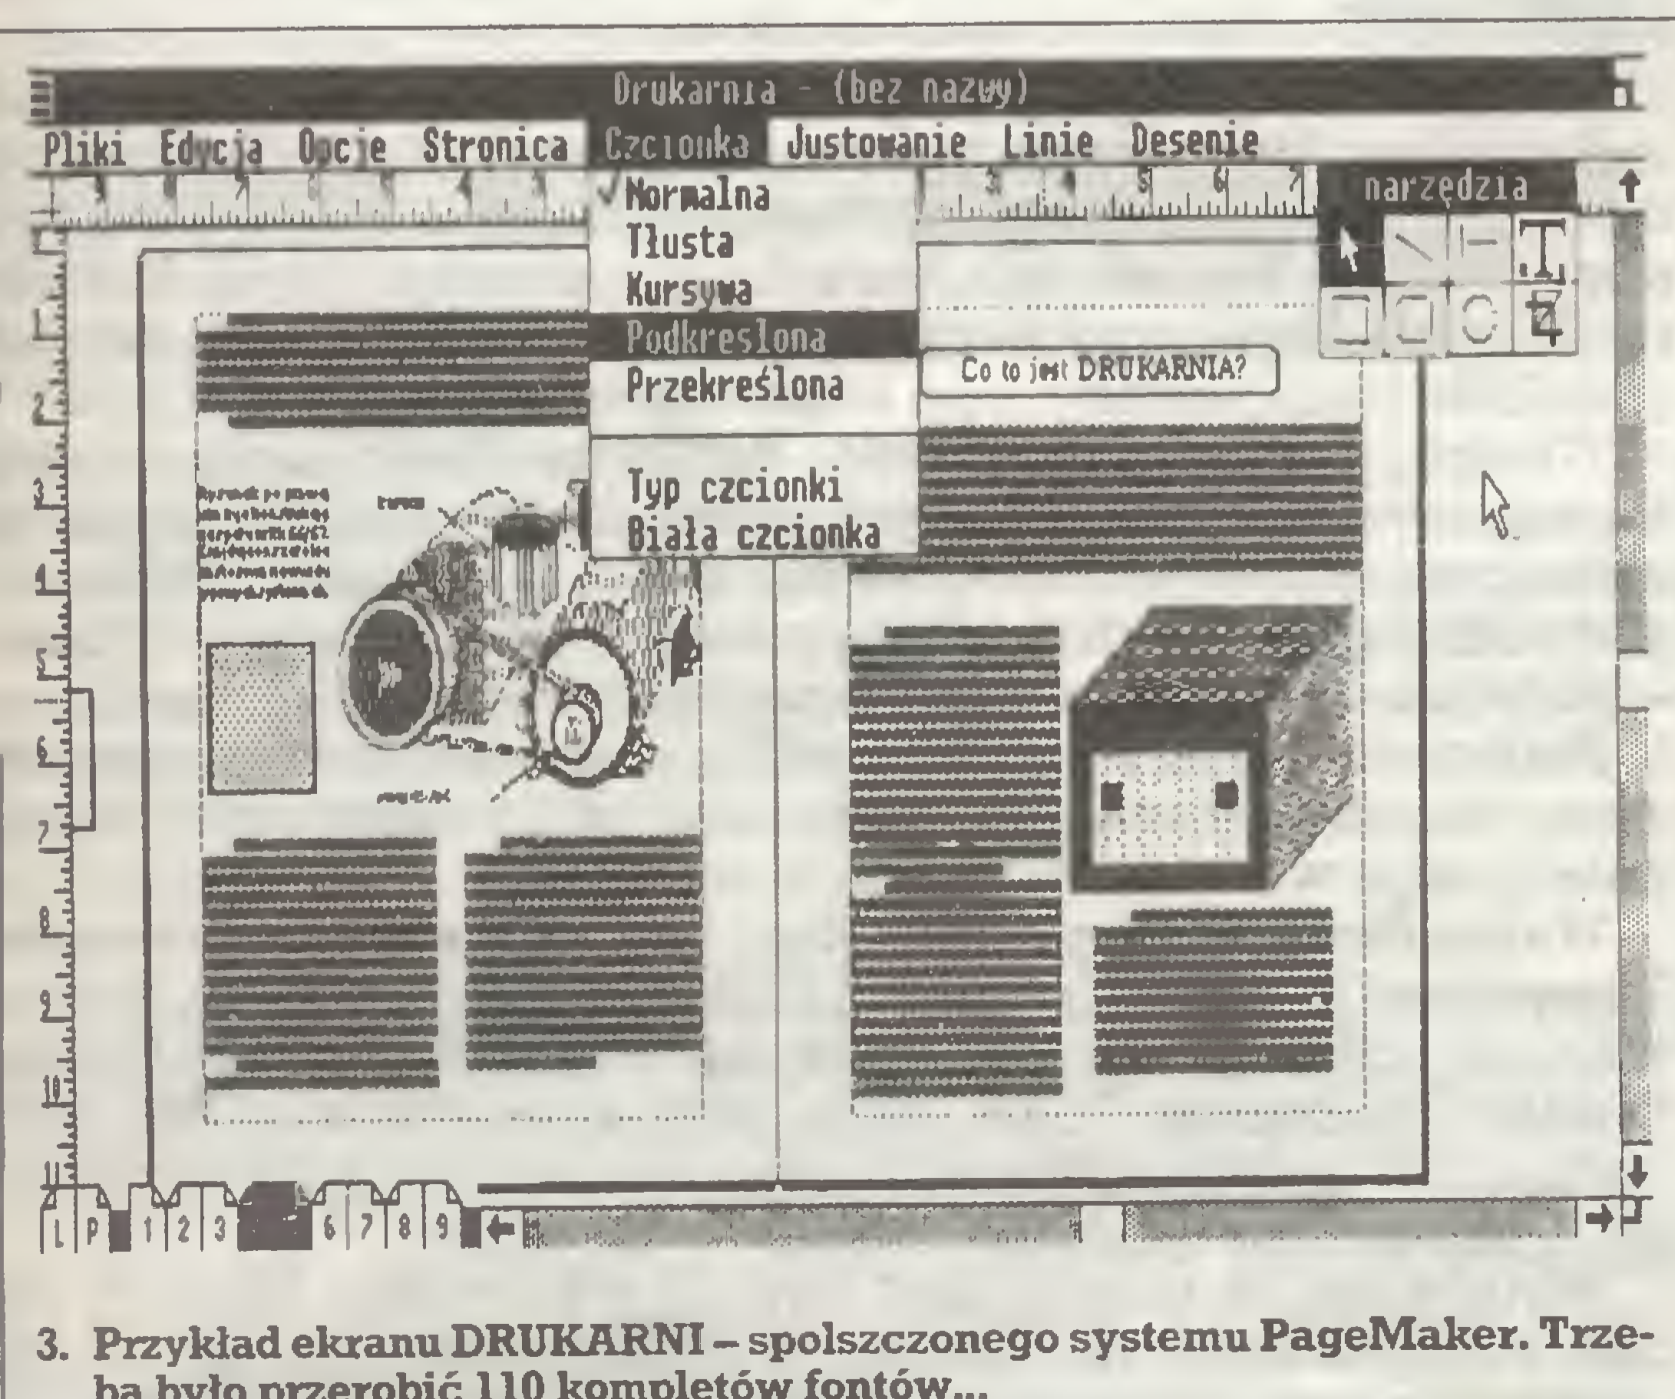 Drukarnia - (bez nazwy)
Pliki Edycja Opcje Stronica Czcionka Justowanie Linie Desenie
narzędzia
Normalna
Tłusta
Kursywa
Podkreslona
Przekreślona
Typ czcionki
Biała czcionka
T
Co to jest DRUKARNIA?
L P 1 2 3 6 7 8 9
3. Przykład ekranu DRUKARNI – spolszczonego systemu PageMaker. Trze-
ba było przerobić 110 kompletów fontów...